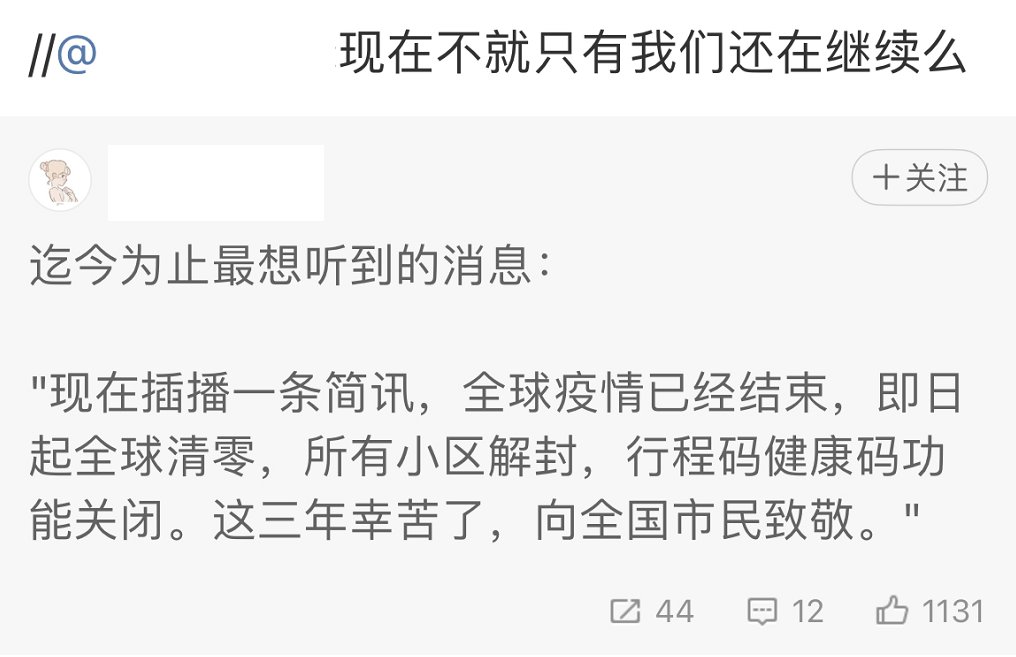 //@ 现在不就只有我们还在继续么
+关注
迄今为止最想听到的消息：
"现在插播一条简讯，全球疫情已经结束，即日
起全球清零，所有小区解封，行程码健康码功
能关闭。这三年幸苦了，向全国市民致敬。"
44 12 1131